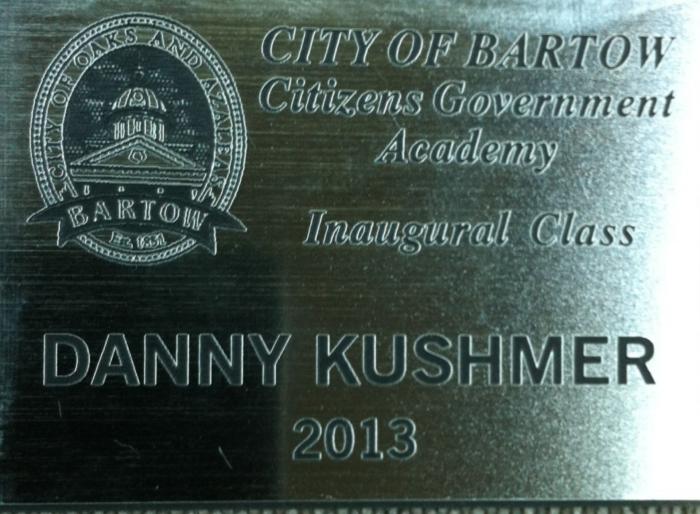 CITY OF OAKS AND AZALEAS
BARTOW
Est. 1851
CITY OF BARTOW
Citizens Government
Academy
Inaugural Class
DANNY KUSHMER
2013